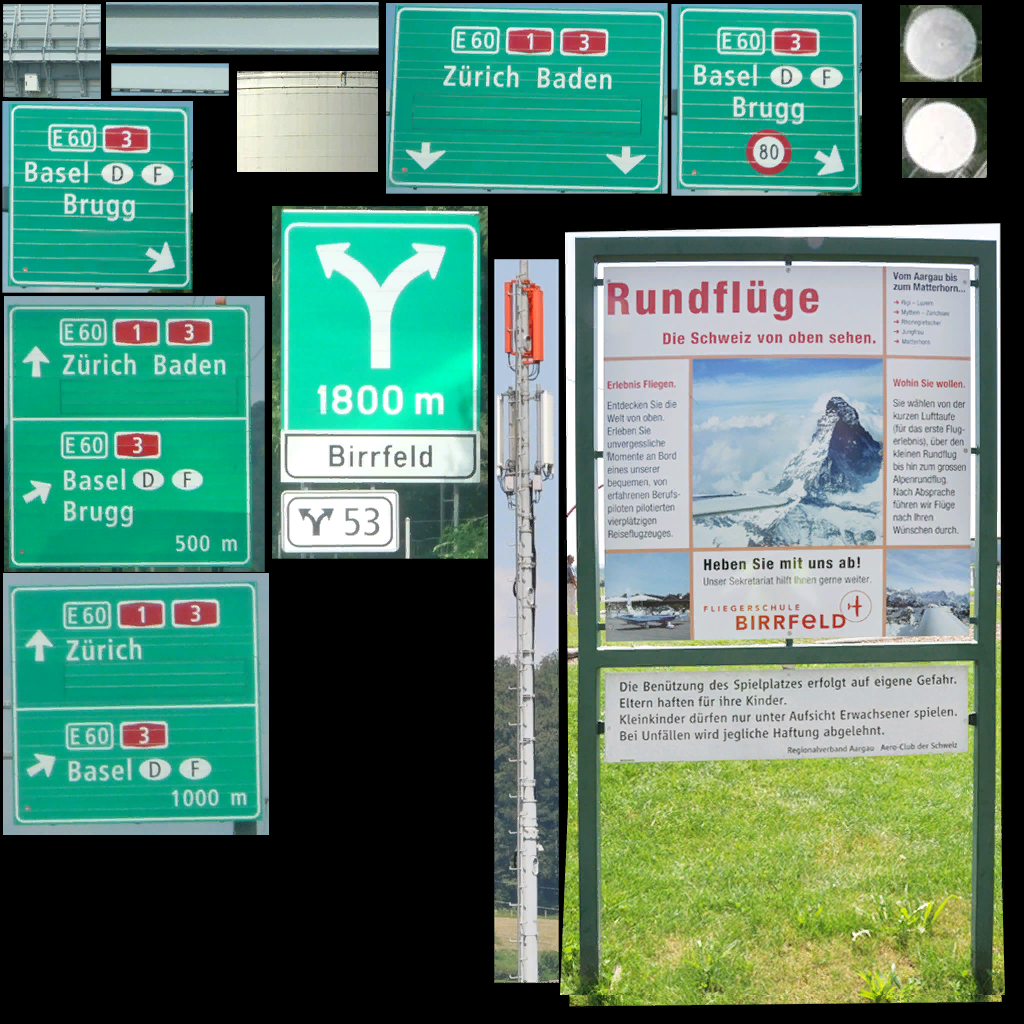 E 60 1 3
Zürich Baden
E 60 3
Basel D F
Brugg
80
E 60 3
Basel D F
Brugg
E 60 1 3
Zürich Baden
E 60 3
Basel D F
Brugg
500 m
E 60 1 3
Zürich
E 60 3
Basel D F
1000 m
1800 m
Birrfeld
53
Rundflüge
Die Schweiz von oben sehen.
Vom Aargau bis
zum Matterhorn...
Rigi – Luzern
Mythen – Zürichsee
Rhonegletscher
Jungfrau
Matterhorn
Erlebnis Fliegen.
Entdecken Sie die
Welt von oben.
Erleben Sie
unvergessliche
Momente an Bord
eines unserer
bequemen, von
erfahrenen Berufs-
piloten pilotierten
vierplätzigen
Reiseflugzeuges.
Wohin Sie wollen.
Sie wählen von der
kurzen Lufttaufe
(für das erste Flug-
erlebnis), über den
kleinen Rundflug
bis hin zum grossen
Alpenrundflug.
Nach Absprache
führen wir Flüge
nach Ihren
Wünschen durch.
Heben Sie mit uns ab!
Unser Sekretariat hilft Ihnen gerne weiter.
FLIEGERSCHULE
BIRRFELD
Die Benützung des Spielplatzes erfolgt auf eigene Gefahr.
Eltern haften für ihre Kinder.
Kleinkinder dürfen nur unter Aufsicht Erwachsener spielen.
Bei Unfällen wird jegliche Haftung abgelehnt.
Regionalverband Aargau Aero-Club der Schweiz